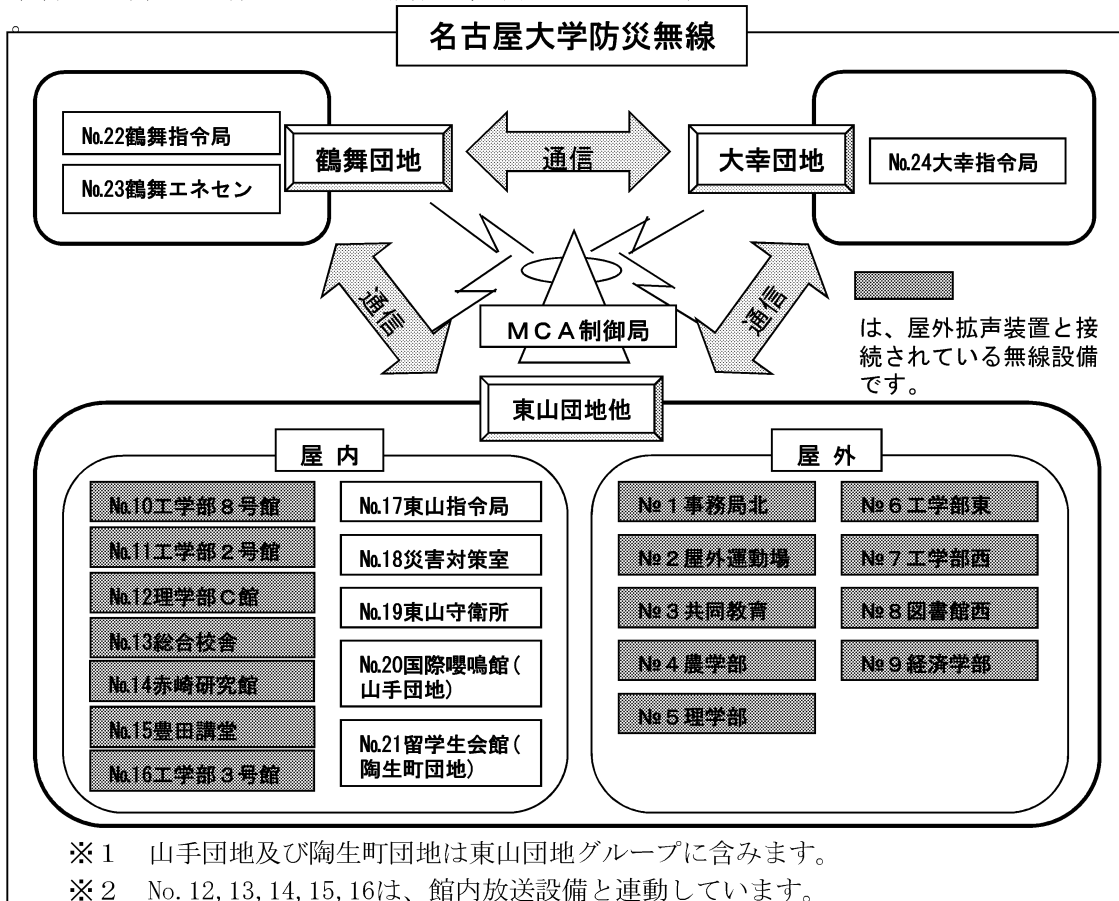 名古屋大学防災無線
No.22鶴舞指令局
No.23鶴舞エネセン
鶴舞団地
通信
大幸団地
No.24大幸指令局
通信
通信
MCA制御局
は、屋外拡声装置と接
続されている無線設備
です。
東山団地他
屋 内
No.10工学部8号館
No.11工学部2号館
No.12理学部C館
No.13総合校舎
No.14赤崎研究館
No.15豊田講堂
No.16工学部3号館
No.17東山指令局
No.18災害対策室
No.19東山守衛所
No.20国際嚶鳴館(
山手団地)
No.21留学生会館(
陶生町団地)
屋 外
№1事務局北
№2屋外運動場
№3共同教育
№4農学部
№5理学部
№6工学部東
№7工学部西
№8図書館西
№9経済学部
※1 山手団地及び陶生町団地は東山団地グループに含みます。
※2 No.12,13,14,15,16は、館内放送設備と連動しています。